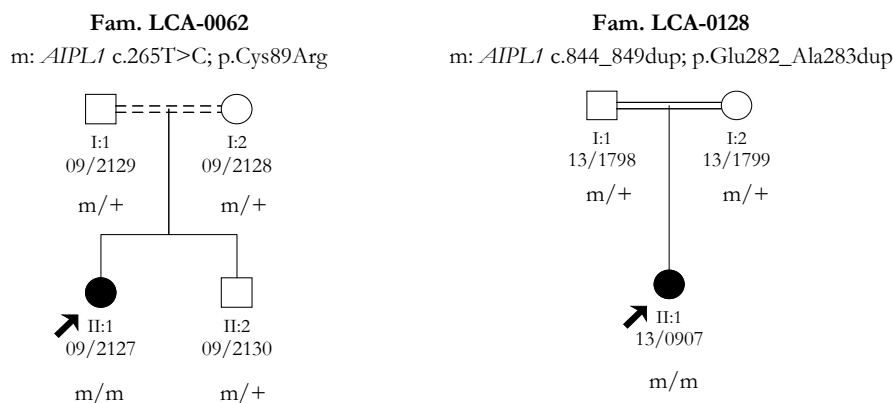 Fam. LCA-0062
m: AIPL1 c.265T>C; p.Cys89Arg
I:1 I:2
09/2129 09/2128
m/+ m/+
II:1 II:2
09/2127 09/2130
m/m m/+
Fam. LCA-0128
m: AIPL1 c.844_849dup; p.Glu282_Ala283dup
I:1 I:2
13/1798 13/1799
m/+ m/+
II:1
13/0907
m/m